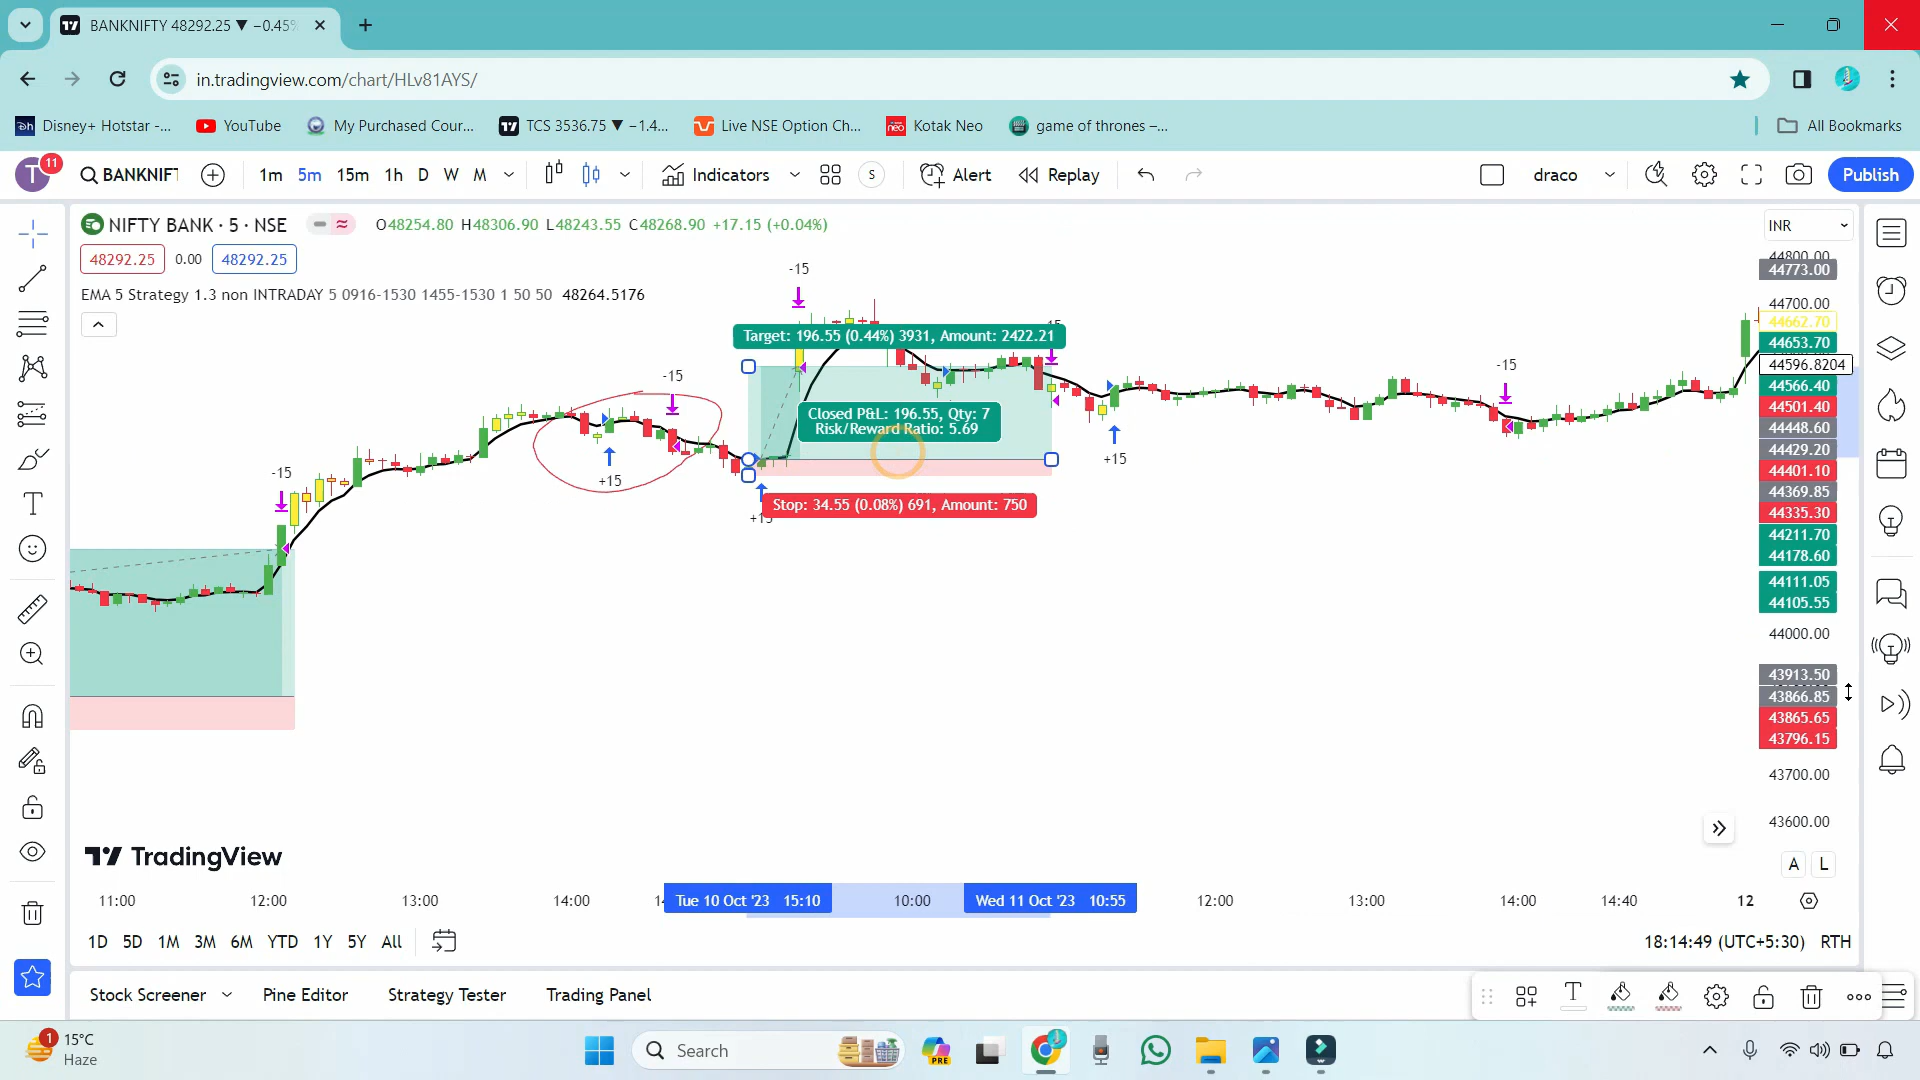 BANKNIFTY 48292.25 ▼ −0.45%
in.tradingview.com/chart/HLv81AYS/
Disney+ Hotstar -...
YouTube
My Purchased Cour...
TCS 3536.75 ▼ −1.4...
Live NSE Option Ch...
neo
Kotak Neo
game of thrones –...
All Bookmarks
T
11
BANKNIFT
1m
5m
15m
1h
D
W
M
Indicators
S
Alert
Replay
draco
Publish
NIFTY BANK · 5 · NSE
O48254.80 H48306.90 L48243.55 C48268.90 +17.15 (+0.04%)
INR
48292.25
0.00
48292.25
EMA 5 Strategy 1.3 non INTRADAY 5 0916-1530 1455-1530 1 50 50 48264.5176
-15
+15
-15
+15
-15
+15
-15
Target: 196.55 (0.44%) 3931, Amount: 2422.21
Closed P&L: 196.55, Qty: 7
Risk/Reward Ratio: 5.69
Stop: 34.55 (0.08%) 691, Amount: 750
44800.00
44773.00
44700.00
44662.70
44653.70
44596.8204
44566.40
44501.40
44448.60
44429.20
44401.10
44369.85
44335.30
44211.70
44178.60
44111.05
44105.55
44000.00
43913.50
43866.85
43865.65
43796.15
43700.00
43600.00
A
L
TradingView
11:00
12:00
13:00
14:00
Tue 10 Oct '23 15:10
10:00
Wed 11 Oct '23 10:55
12:00
13:00
14:00
14:40
12
1D
5D
1M
3M
6M
YTD
1Y
5Y
All
18:14:49 (UTC+5:30)
RTH
Stock Screener
Pine Editor
Strategy Tester
Trading Panel
T
1
15°C
Haze
Search
PRE